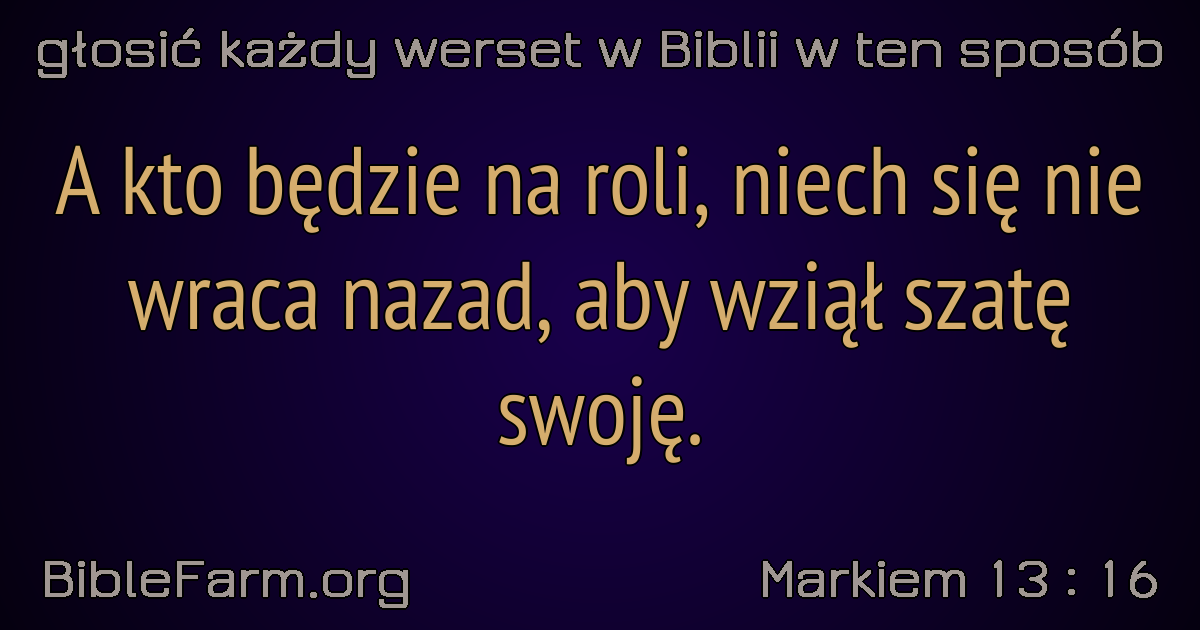 głosić każdy werset w Biblii w ten sposób
A kto będzie na roli, niech się nie
wraca nazad, aby wziął szatę
swoję.
BibleFarm.org
Markiem 13 : 16